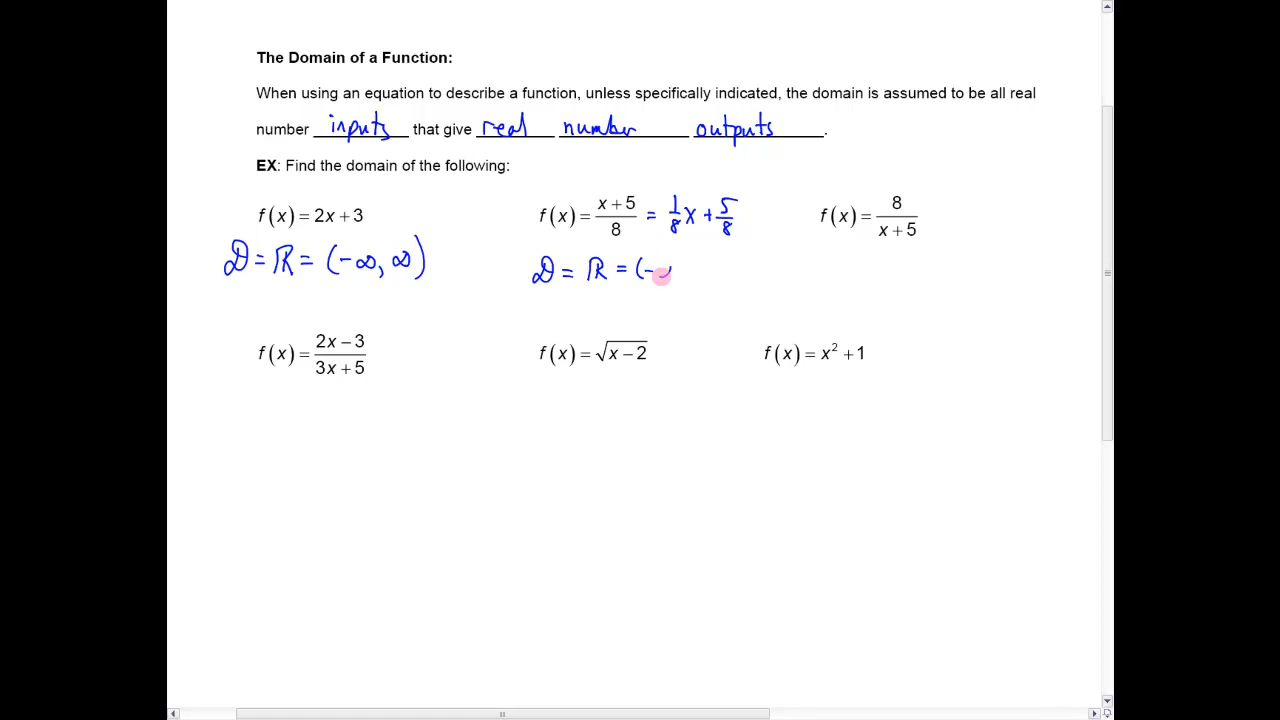 The Domain of a Function:
When using an equation to describe a function, unless specifically indicated, the domain is assumed to be all real
number inputs that give real number outputs.
EX: Find the domain of the following:
f(x) = 2x + 3
f(x) = (x + 5)/8 = 1/8 x + 5/8
f(x) = 8/(x + 5)
D = ℝ = (-∞, ∞)
D = ℝ = (-
f(x) = (2x − 3)/(3x + 5)
f(x) = √(x − 2)
f(x) = x² + 1